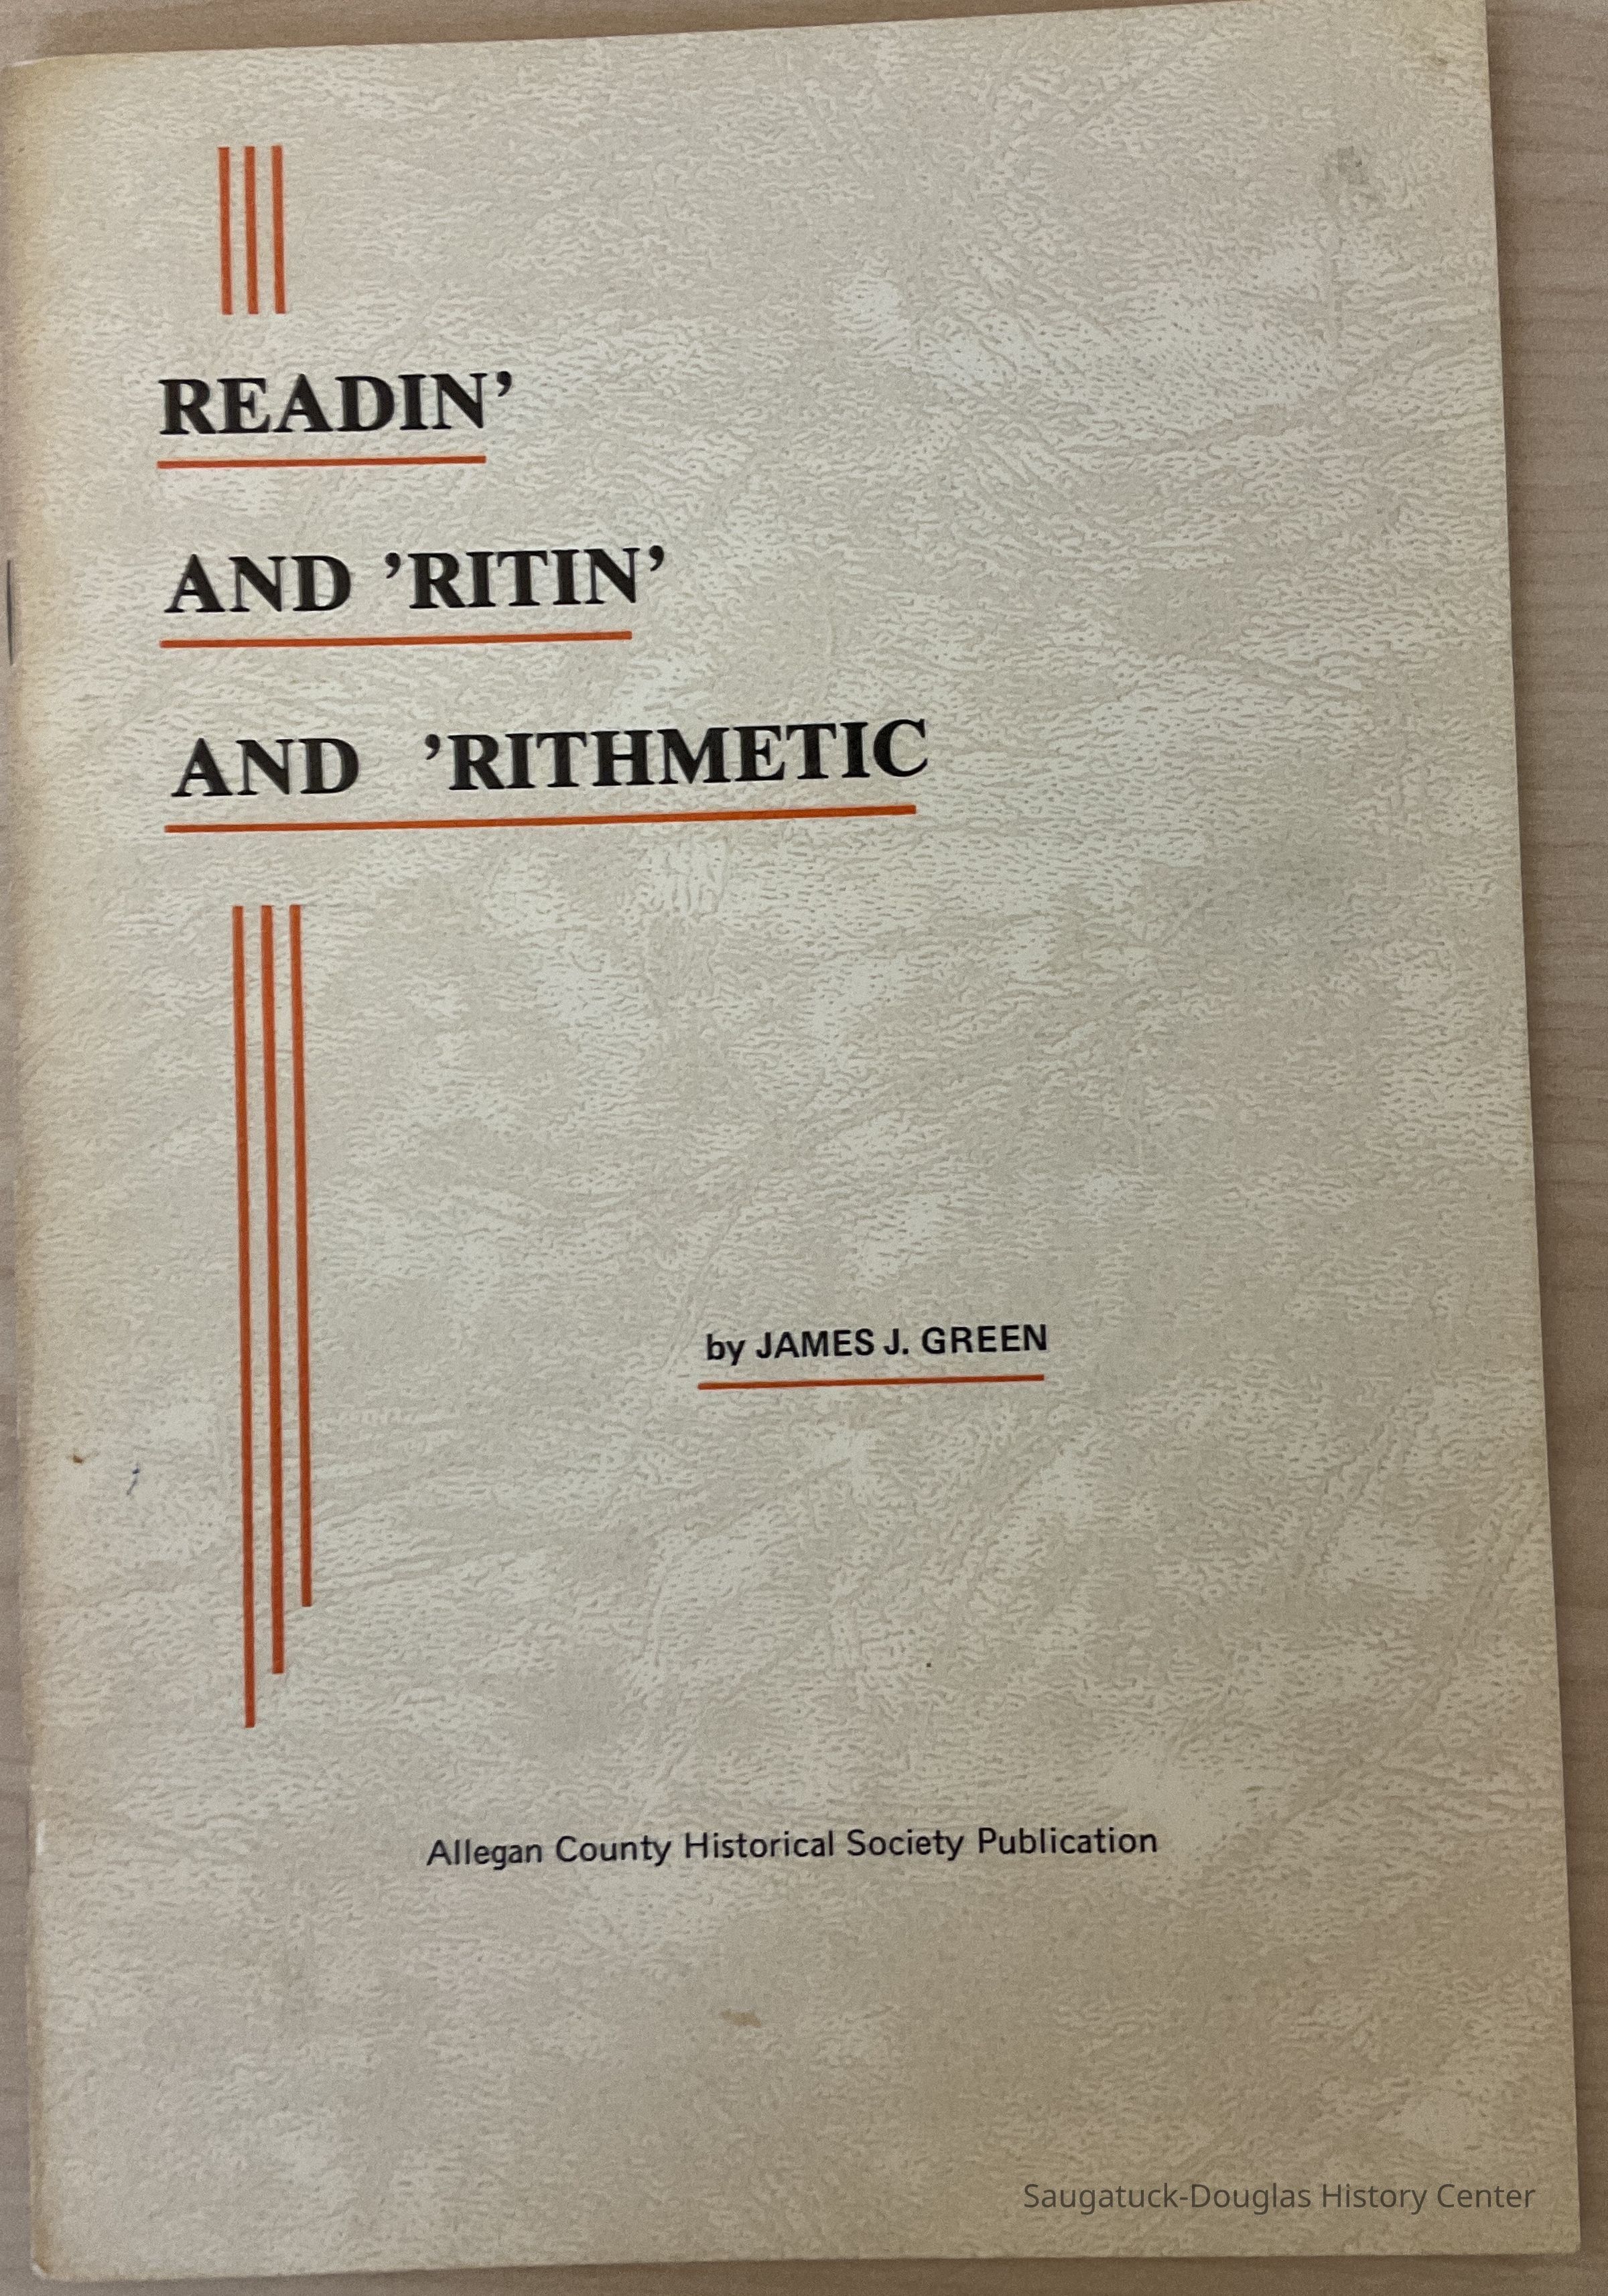 READIN’
AND ’RITIN’
AND ’RITHMETIC
by JAMES J. GREEN
Allegan County Historical Society Publication
Saugatuck-Douglas History Center